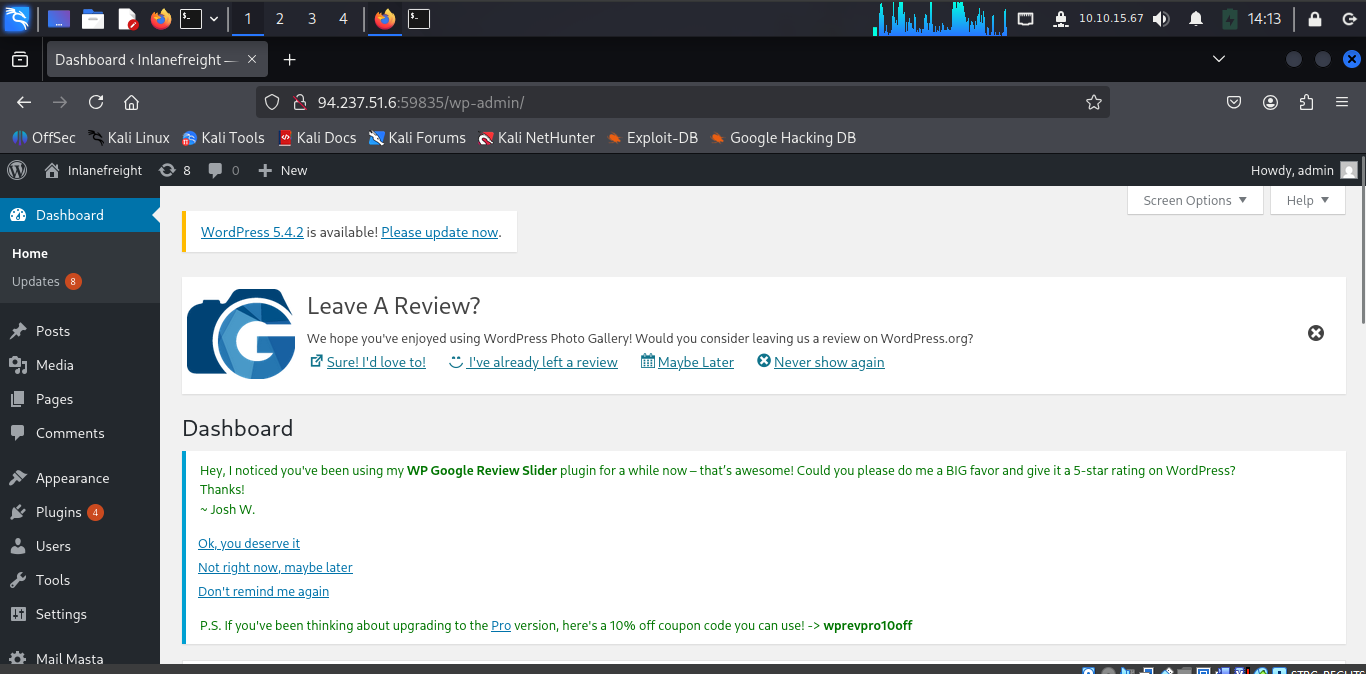 1 2 3 4 10.10.15.67 14:13
Dashboard ‹ Inlanefreight —
94.237.51.6:59835/wp-admin/
OffSec Kali Linux Kali Tools Kali Docs Kali Forums Kali NetHunter Exploit-DB Google Hacking DB
Inlanefreight 8 0 New Howdy, admin
Screen Options Help
Dashboard
Home
Updates 8
Posts
Media
Pages
Comments
Appearance
Plugins 4
Users
Tools
Settings
Mail Masta
WordPress 5.4.2 is available! Please update now.
Leave A Review?
We hope you've enjoyed using WordPress Photo Gallery! Would you consider leaving us a review on WordPress.org?
Sure! I'd love to! I've already left a review Maybe Later Never show again
Dashboard
Hey, I noticed you've been using my WP Google Review Slider plugin for a while now – that’s awesome! Could you please do me a BIG favor and give it a 5-star rating on WordPress?
Thanks!
~ Josh W.
Ok, you deserve it
Not right now, maybe later
Don't remind me again
P.S. If you've been thinking about upgrading to the Pro version, here's a 10% off coupon code you can use! -> wprevpro10off